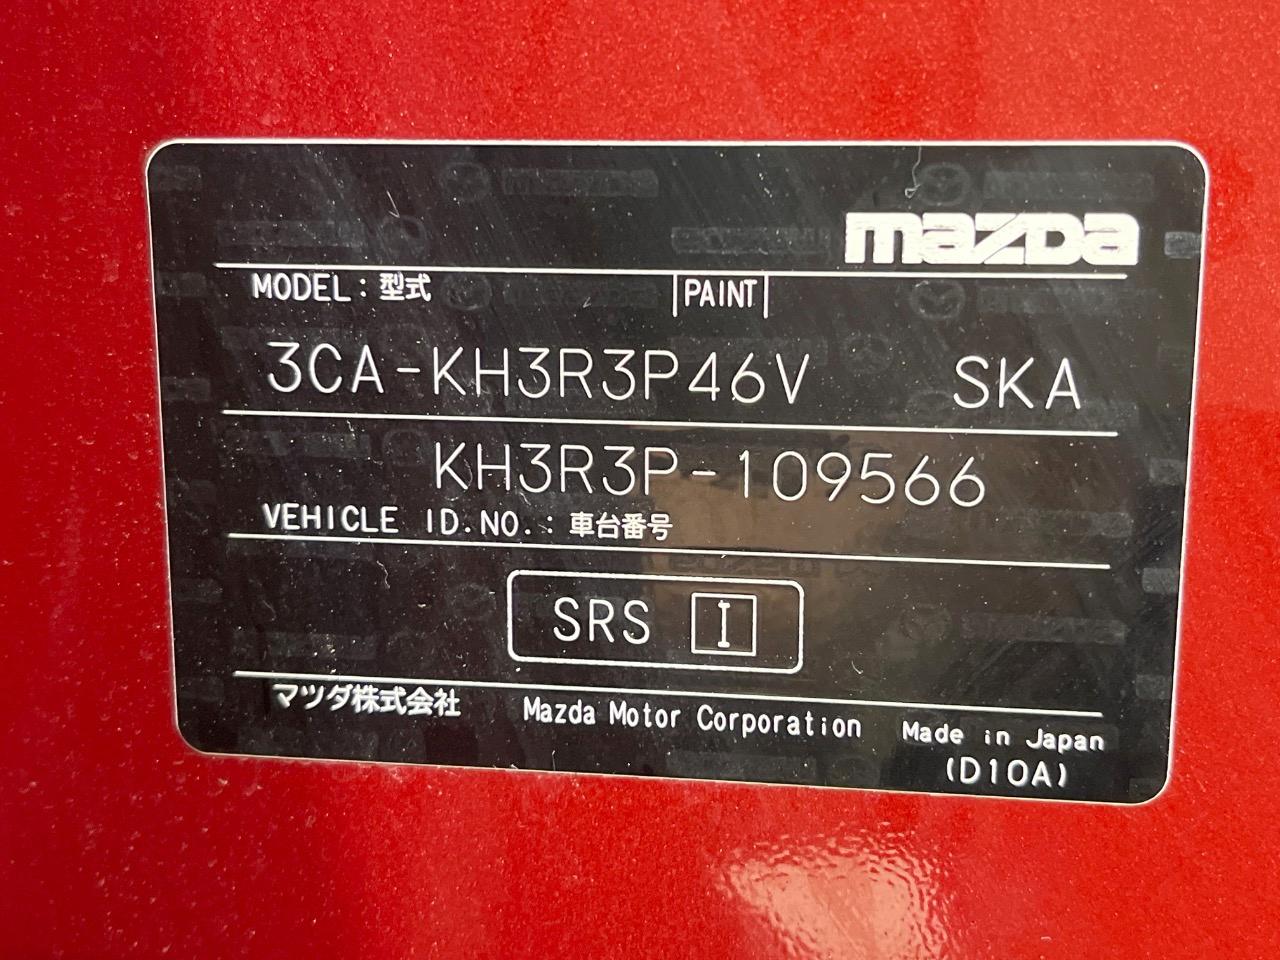 mazda
MODEL : 型式 PAINT
3CA-KH3R3P46V SKA
KH3R3P-109566
VEHICLE ID.NO. : 車台番号
SRS I
マツダ株式会社 Mazda Motor Corporation Made in Japan
(D10A)